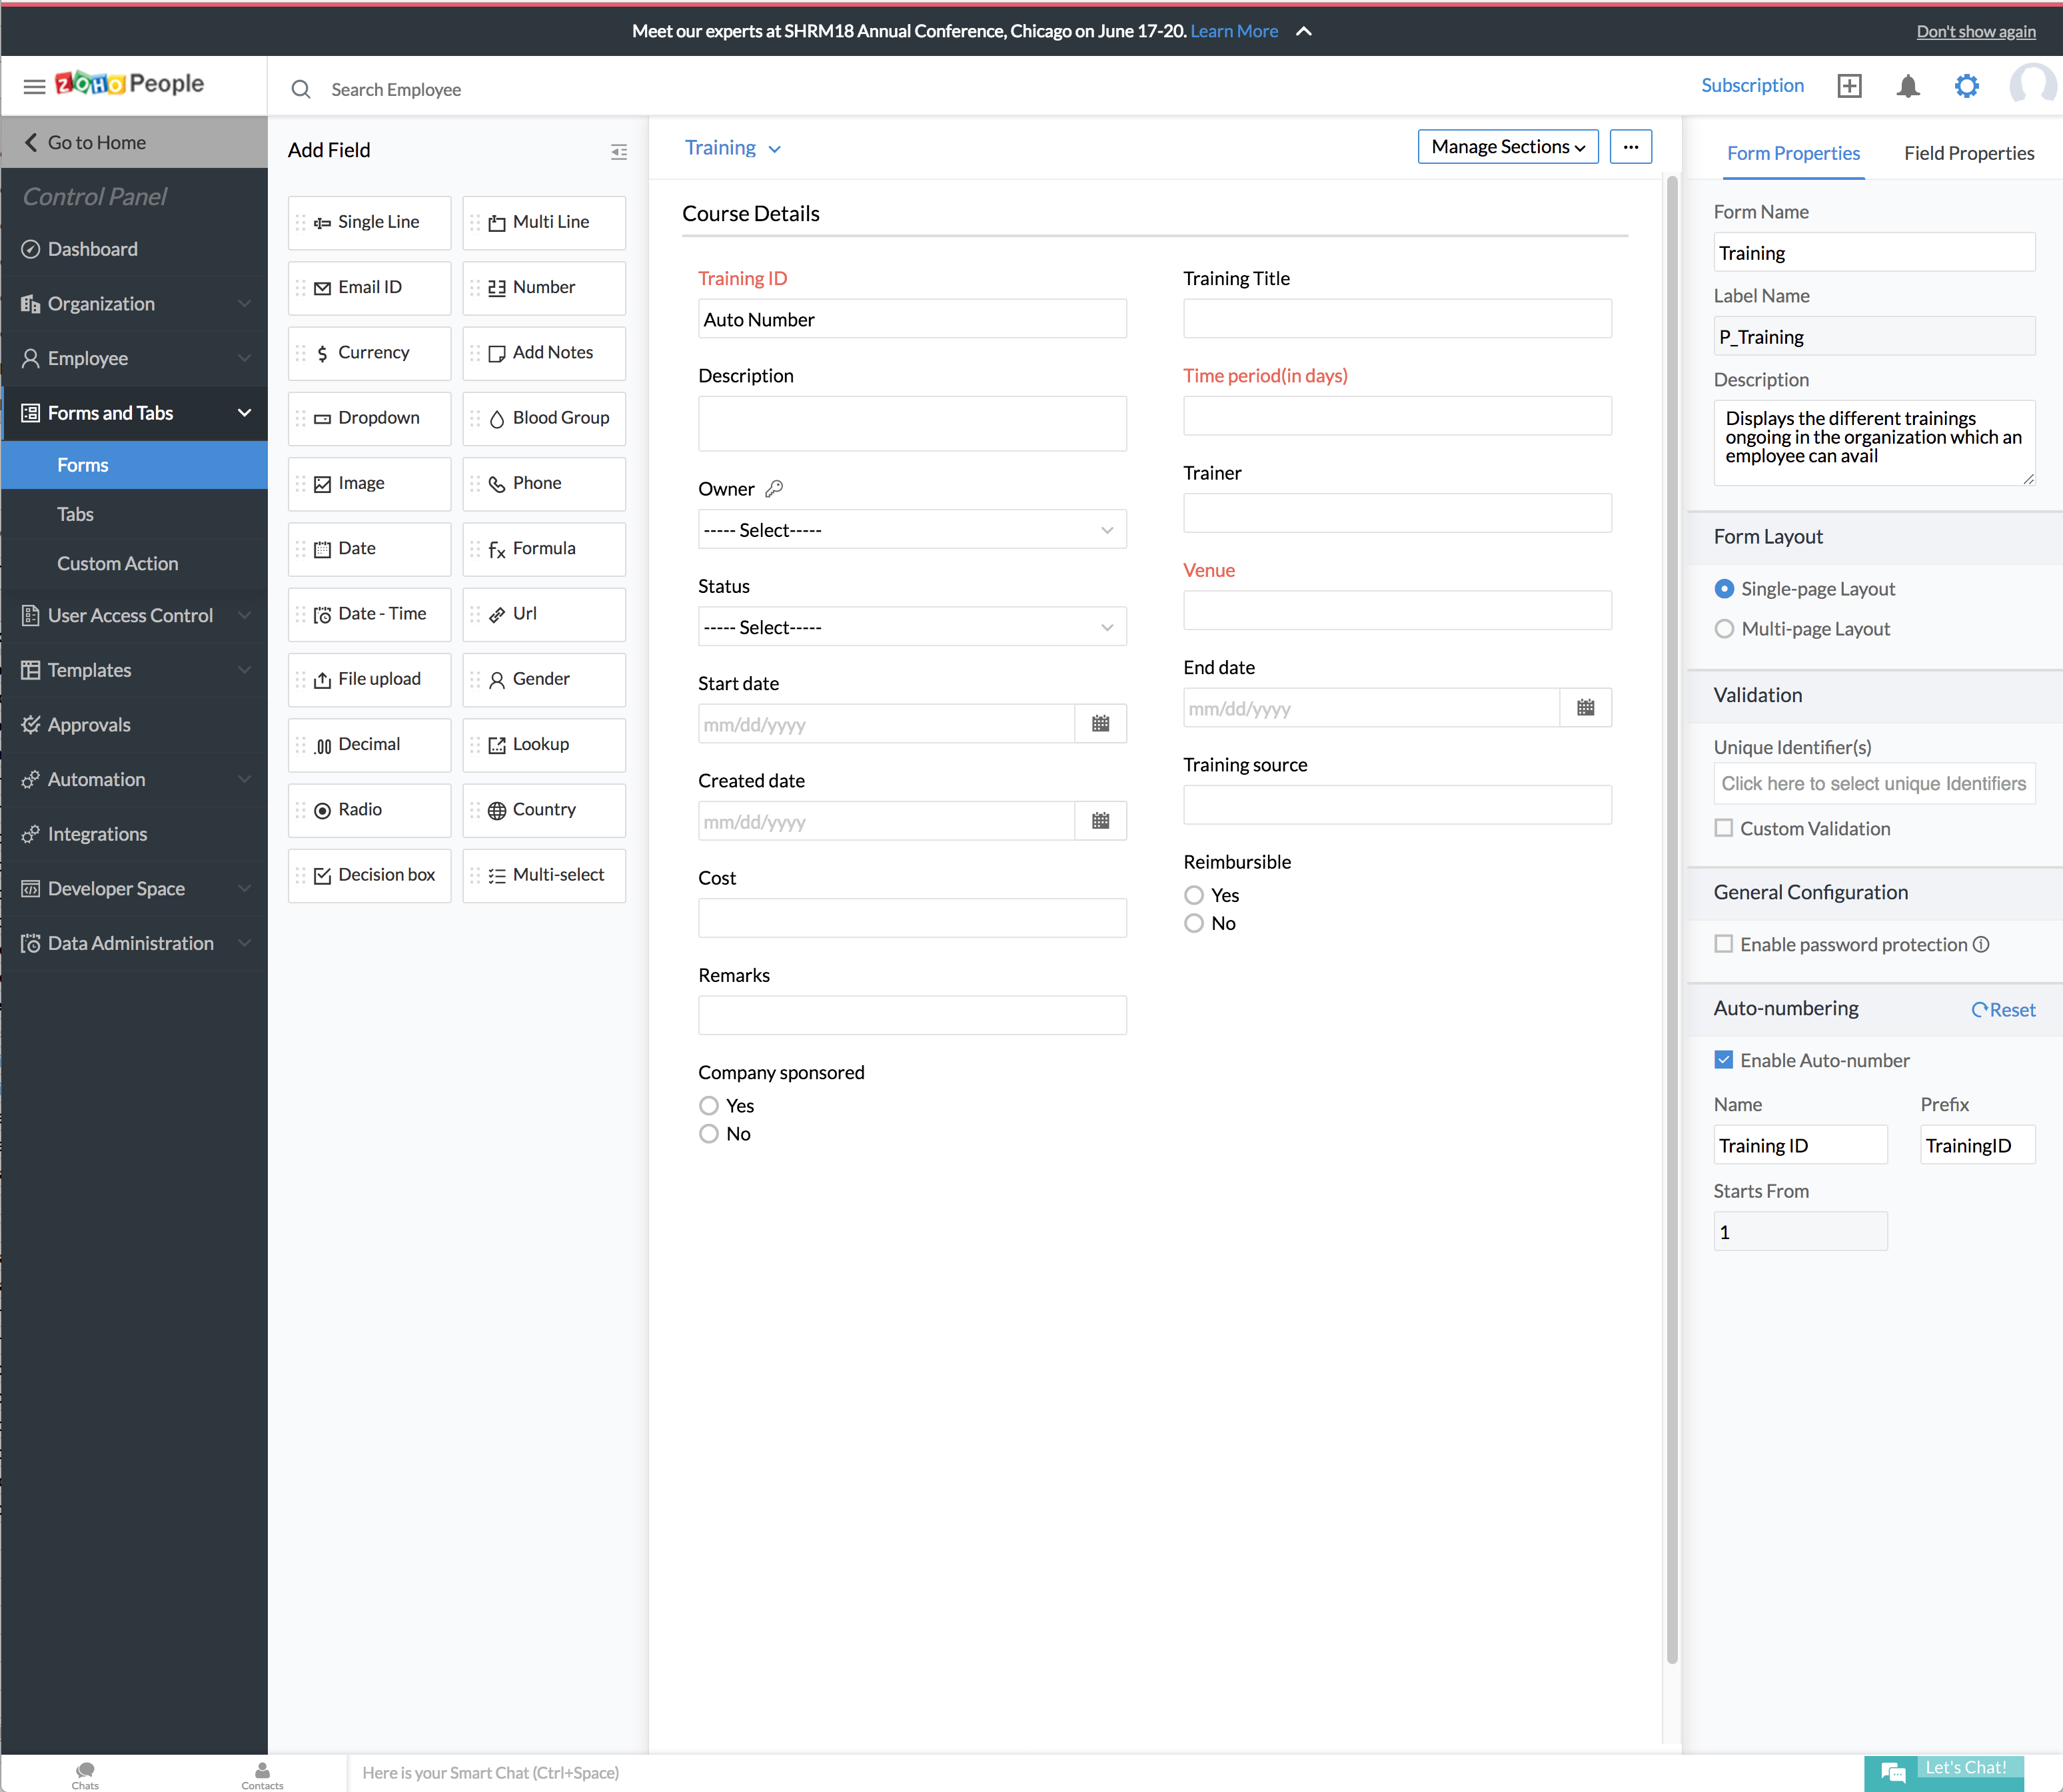 Meet our experts at SHRM18 Annual Conference, Chicago on June 17-20. Learn More
Don't show again
ZOHO People
Search Employee
Subscription
Go to Home
Control Panel
Dashboard
Organization
Employee
Forms and Tabs
Forms
Tabs
Custom Action
User Access Control
Templates
Approvals
Automation
Integrations
Developer Space
Data Administration
Add Field
Single Line
Multi Line
Email ID
Number
Currency
Add Notes
Dropdown
Blood Group
Image
Phone
Date
Formula
Date - Time
Url
File upload
Gender
Decimal
Lookup
Radio
Country
Decision box
Multi-select
Training
Manage Sections
...
Course Details
Training ID
Auto Number
Description
Owner
----- Select-----
Status
----- Select-----
Start date
mm/dd/yyyy
Created date
mm/dd/yyyy
Cost
Remarks
Company sponsored
Yes
No
Training Title
Time period(in days)
Trainer
Venue
End date
mm/dd/yyyy
Training source
Reimbursible
Yes
No
Form Properties
Field Properties
Form Name
Training
Label Name
P_Training
Description
Displays the different trainings
ongoing in the organization which an
employee can avail
Form Layout
Single-page Layout
Multi-page Layout
Validation
Unique Identifier(s)
Click here to select unique Identifiers
Custom Validation
General Configuration
Enable password protection
Auto-numbering
Reset
Enable Auto-number
Name
Prefix
Training ID
TrainingID
Starts From
1
Chats
Contacts
Here is your Smart Chat (Ctrl+Space)
Let's Chat!